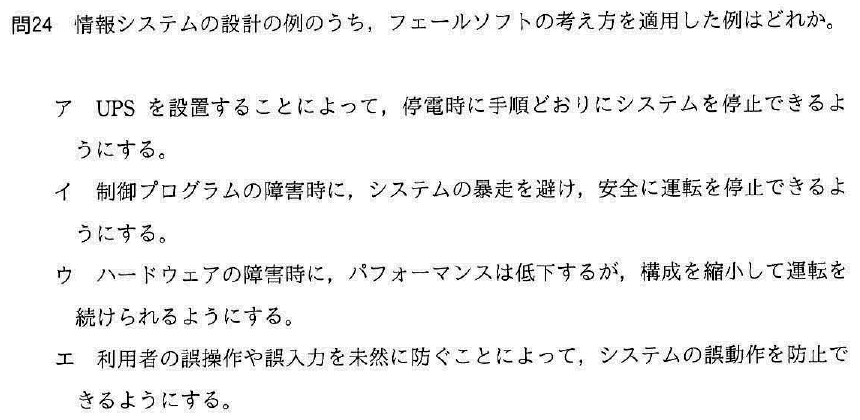 問24 情報システムの設計の例のうち，フェールソフトの考え方を適用した例はどれか。
ア UPS を設置することによって，停電時に手順どおりにシステムを停止できるよ
うにする。
イ 制御プログラムの障害時に，システムの暴走を避け，安全に運転を停止できるよ
うにする。
ウ ハードウェアの障害時に，パフォーマンスは低下するが，構成を縮小して運転を
続けられるようにする。
エ 利用者の誤操作や誤入力を未然に防ぐことによって，システムの誤動作を防止で
きるようにする。